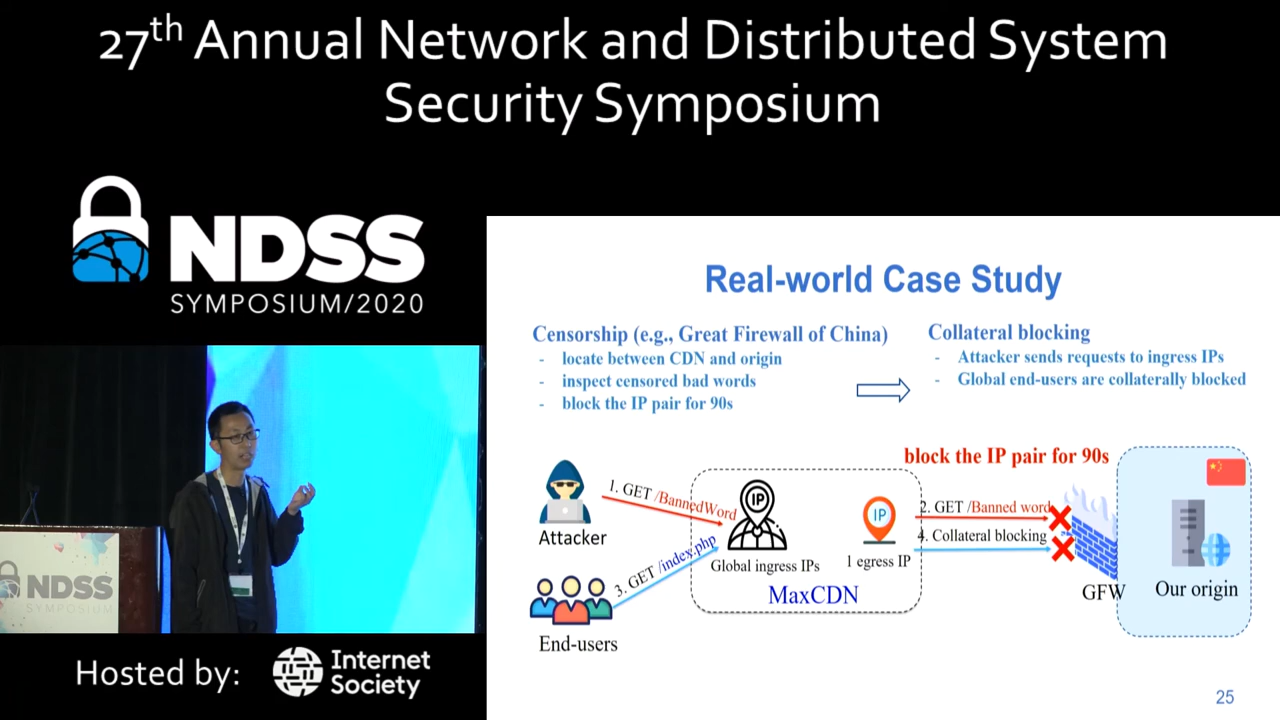 27th Annual Network and Distributed System
Security Symposium
NDSS
SYMPOSIUM/2020
Real-world Case Study
Censorship (e.g., Great Firewall of China)
- locate between CDN and origin
- inspect censored bad words
- block the IP pair for 90s
Collateral blocking
- Attacker sends requests to ingress IPs
- Global end-users are collaterally blocked
block the IP pair for 90s
1. GET /BannedWord
Attacker
3. GET /index.php
End-users
IP
Global ingress IPs
IP
1 egress IP
MaxCDN
2. GET /Banned word
4. Collateral blocking
GFW
Our origin
25
NDSS
SYMPOSIUM
Hosted by:
Internet
Society